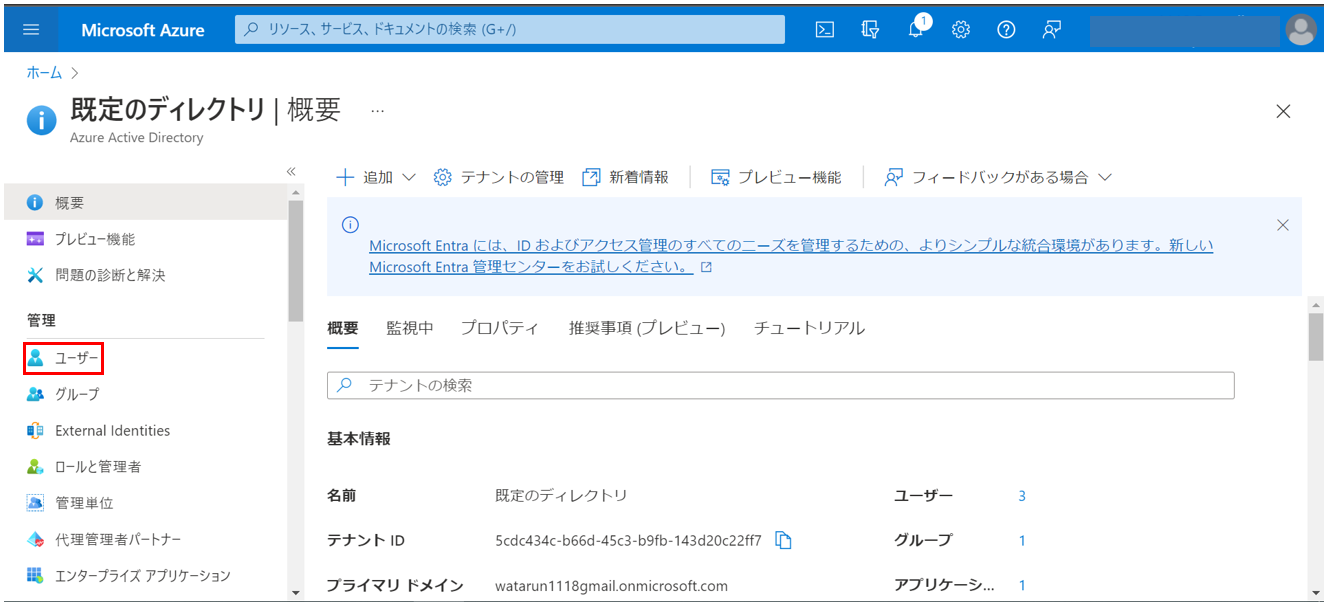 Microsoft Azure
リソース、サービス、ドキュメントの検索 (G+/)
1
ホーム
既定のディレクトリ | 概要 …
Azure Active Directory
«
概要
プレビュー機能
問題の診断と解決
管理
ユーザー
グループ
External Identities
ロールと管理者
管理単位
代理管理者パートナー
エンタープライズ アプリケーション
追加
テナントの管理
新着情報
プレビュー機能
フィードバックがある場合
Microsoft Entra には、ID およびアクセス管理のすべてのニーズを管理するための、よりシンプルな統合環境があります。新しい
Microsoft Entra 管理センターをお試しください。
概要 監視中 プロパティ 推奨事項 (プレビュー) チュートリアル
テナントの検索
基本情報
名前 既定のディレクトリ ユーザー 3
テナント ID 5cdc434c-b66d-45c3-b9fb-143d20c22ff7 グループ 1
プライマリ ドメイン watarun1118gmail.onmicrosoft.com アプリケーシ... 1